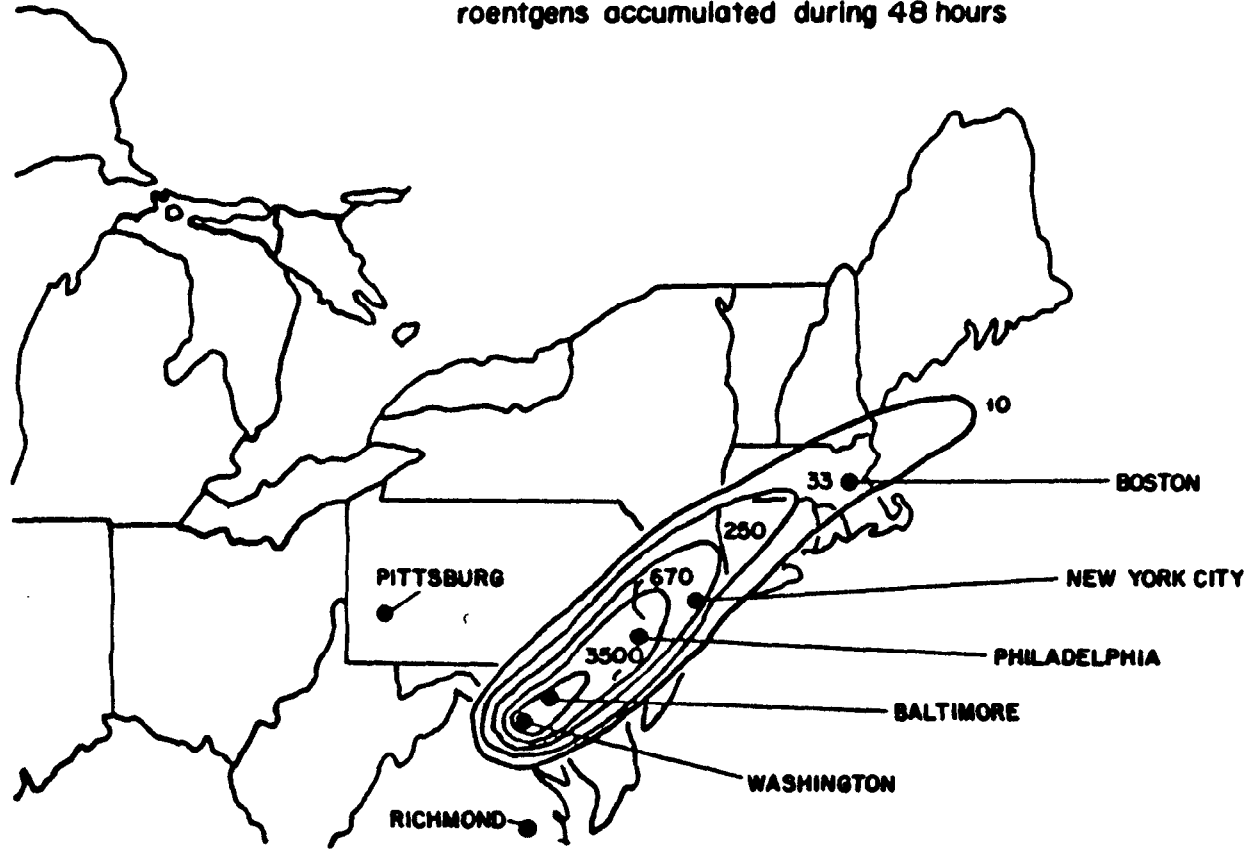 roentgens accumulated during 48 hours
10
33
BOSTON
250
PITTSBURG
670
NEW YORK CITY
3500
PHILADELPHIA
BALTIMORE
WASHINGTON
RICHMOND